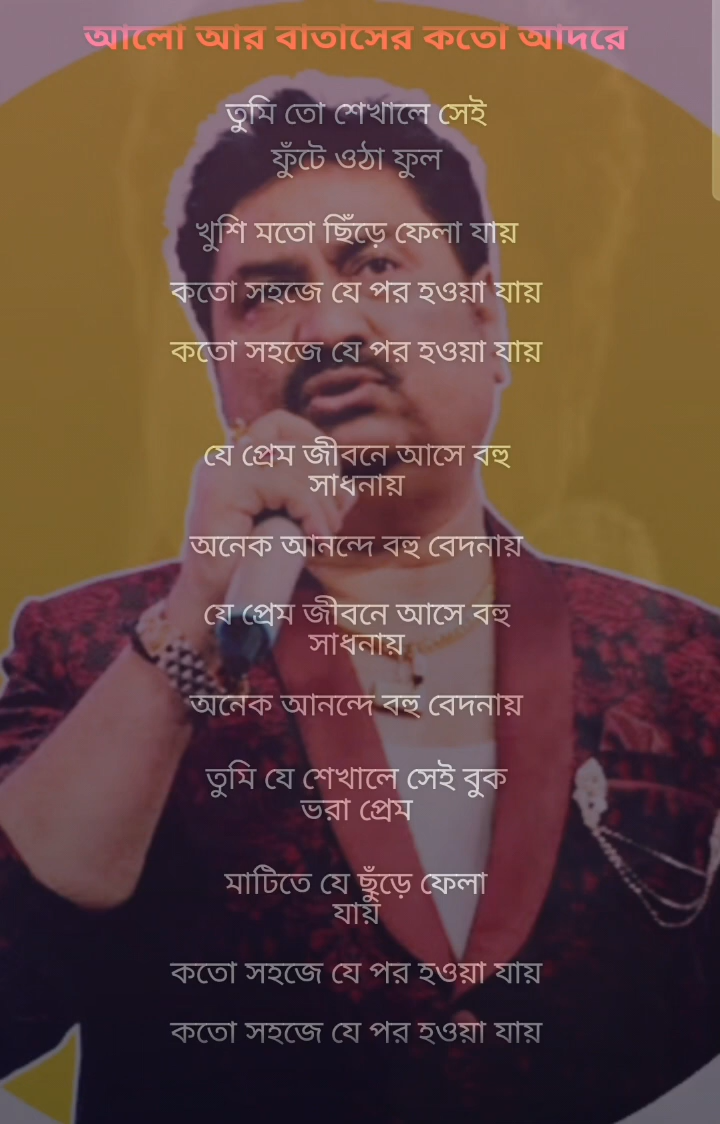 আলো আর বাতাসের কতো আদরে
তুমি তো শেখালে সেই
ফুঁটে ওঠা ফুল
খুশি মতো ছিঁড়ে ফেলা যায়
কতো সহজে যে পর হওয়া যায়
কতো সহজে যে পর হওয়া যায়
যে প্রেম জীবনে আসে বহু
সাধনায়
অনেক আনন্দে বহু বেদনায়
যে প্রেম জীবনে আসে বহু
সাধনায়
অনেক আনন্দে বহু বেদনায়
তুমি যে শেখালে সেই বুক
ভরা প্রেম
মাটিতে যে ছুঁড়ে ফেলা
যায়
কতো সহজে যে পর হওয়া যায়
কতো সহজে যে পর হওয়া যায়